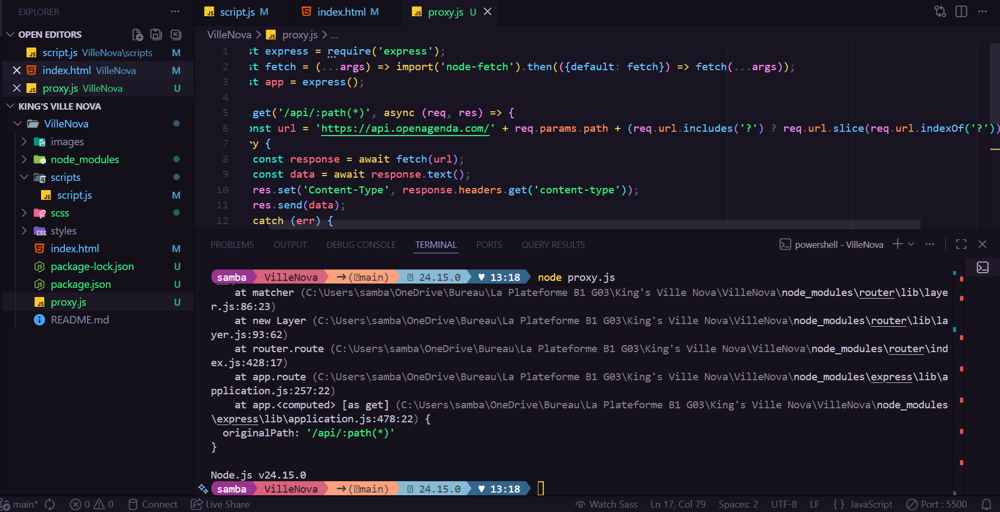 EXPLORER ...
OPEN EDITORS
script.js VilleNova\scripts M
index.html VilleNova M
proxy.js VilleNova U
KING'S VILLE NOVA
VilleNova
images
node_modules
scripts
script.js M
scss
styles
index.html M
package-lock.json U
package.json U
proxy.js U
README.md
script.js M index.html M proxy.js U
VilleNova > proxy.js > ...
1 st express = require('express');
2 st fetch = (...args) => import('node-fetch').then(({default: fetch}) => fetch(...args));
3 st app = express();
4
5 .get('/api/:path(*)', async (req, res) => {
6 onst url = 'https://api.openagenda.com/' + req.params.path + (req.url.includes('?') ? req.url.slice(req.url.indexOf('?'))
7 ry {
8 const response = await fetch(url);
9 const data = await response.text();
10 res.set('Content-Type', response.headers.get('content-type'));
11 res.send(data);
12 catch (err) {
PROBLEMS OUTPUT DEBUG CONSOLE TERMINAL PORTS QUERY RESULTS powershell - VilleNova
samba VilleNova →(main) 24.15.0 ♥ 13:18 node proxy.js
at matcher (C:\Users\samba\OneDrive\Bureau\La Plateforme B1 G03\King's Ville Nova\VilleNova\node_modules\router\lib\laye
r.js:86:23)
at new Layer (C:\Users\samba\OneDrive\Bureau\La Plateforme B1 G03\King's Ville Nova\VilleNova\node_modules\router\lib\la
yer.js:93:62)
at router.route (C:\Users\samba\OneDrive\Bureau\La Plateforme B1 G03\King's Ville Nova\VilleNova\node_modules\router\ind
ex.js:428:17)
at app.route (C:\Users\samba\OneDrive\Bureau\La Plateforme B1 G03\King's Ville Nova\VilleNova\node_modules\express\lib\a
pplication.js:257:22)
at app.<computed> [as get] (C:\Users\samba\OneDrive\Bureau\La Plateforme B1 G03\King's Ville Nova\VilleNova\node_modules
\express\lib\application.js:478:22) {
originalPath: '/api/:path(*)'
}
Node.js v24.15.0
samba VilleNova →(main) 24.15.0 ♥ 13:18
main* 0 0 Connect Live Share Watch Sass Ln 17, Col 79 Spaces: 2 UTF-8 LF {} JavaScript Port : 5500